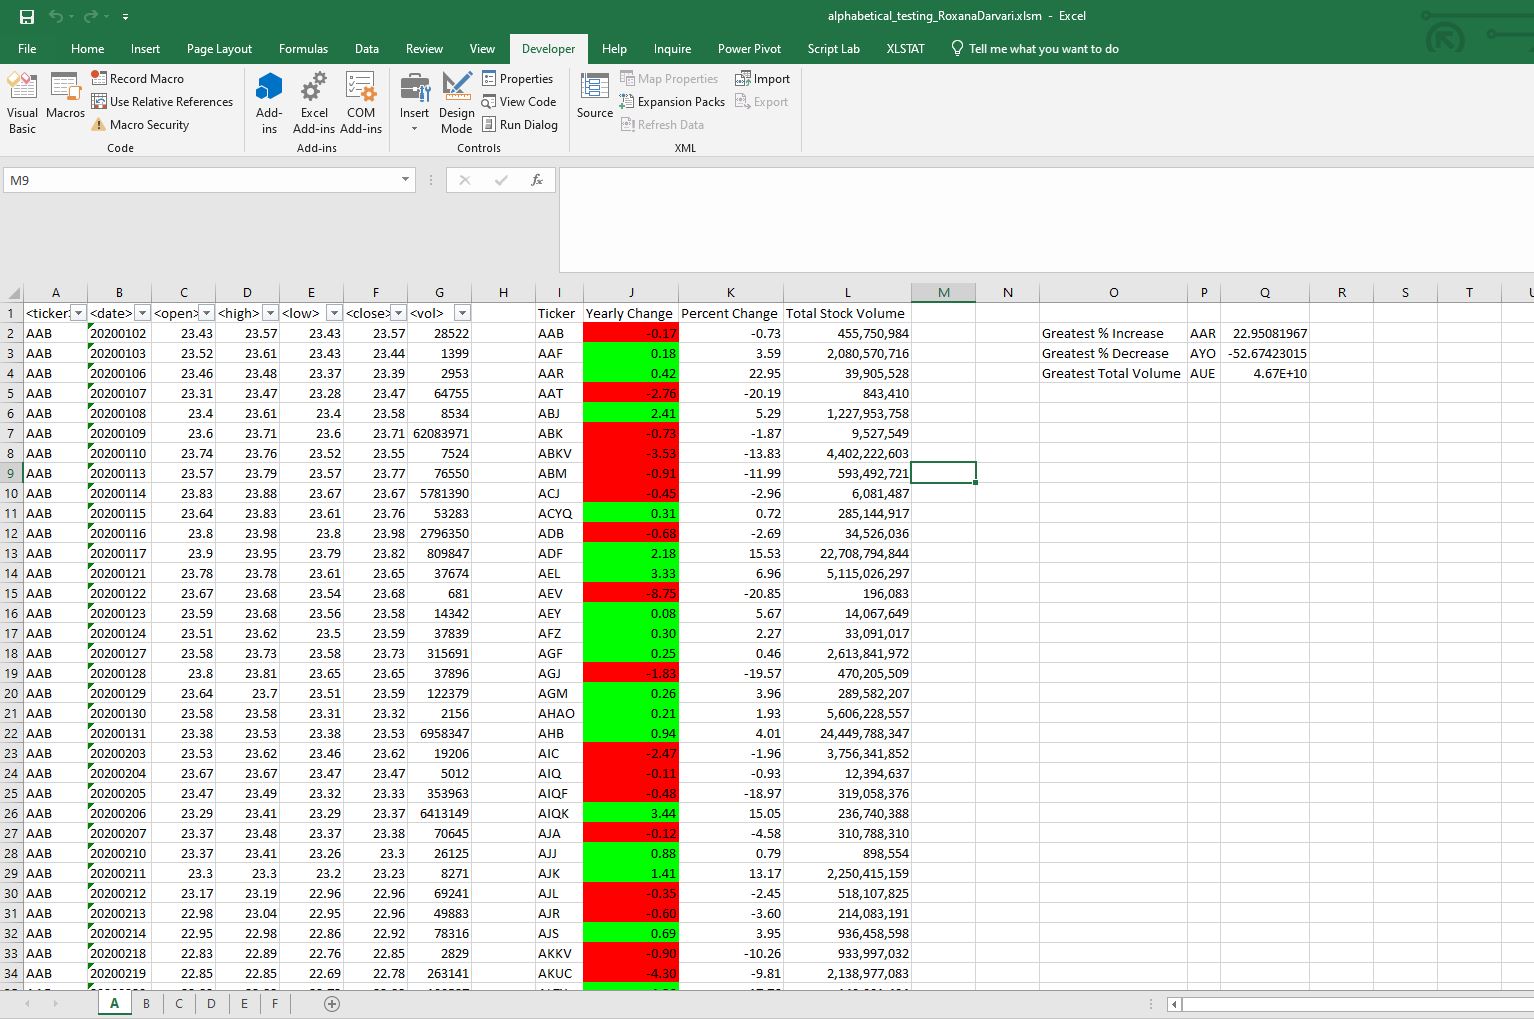 alphabetical_testing_RoxanaDarvari.xlsm - Excel
File Home Insert Page Layout Formulas Data Review View Developer Help Inquire Power Pivot Script Lab XLSTAT Tell me what you want to do
Visual Basic
Macros
Record Macro
Use Relative References
Macro Security
Code
Add-ins
Excel Add-ins
COM Add-ins
Add-ins
Insert
Design Mode
Properties
View Code
Run Dialog
Controls
Source
Map Properties
Expansion Packs
Refresh Data
Import
Export
XML
M9
fx
A B C D E F G H I J K L M N O P Q R S T
1 <ticker> <date> <open> <high> <low> <close> <vol> Ticker Yearly Change Percent Change Total Stock Volume
2 AAB 20200102 23.43 23.57 23.43 23.57 28522 AAB -0.17 -0.73 455,750,984 Greatest % Increase AAR 22.95081967
3 AAB 20200103 23.52 23.61 23.43 23.44 1399 AAF 0.18 3.59 2,080,570,716 Greatest % Decrease AYO -52.67423015
4 AAB 20200106 23.46 23.48 23.37 23.39 2953 AAR 0.42 22.95 39,905,528 Greatest Total Volume AUE 4.67E+10
5 AAB 20200107 23.31 23.47 23.28 23.47 64755 AAT -2.76 -20.19 843,410
6 AAB 20200108 23.4 23.61 23.4 23.58 8534 ABJ 2.41 5.29 1,227,953,758
7 AAB 20200109 23.6 23.71 23.6 23.71 62083971 ABK -0.73 -1.87 9,527,549
8 AAB 20200110 23.74 23.76 23.52 23.55 7524 ABKV -3.53 -13.83 4,402,222,603
9 AAB 20200113 23.57 23.79 23.57 23.77 76550 ABM -0.91 -11.99 593,492,721
10 AAB 20200114 23.83 23.88 23.67 23.67 5781390 ACJ -0.45 -2.96 6,081,487
11 AAB 20200115 23.64 23.83 23.61 23.76 53283 ACYQ 0.31 0.72 285,144,917
12 AAB 20200116 23.8 23.98 23.8 23.98 2796350 ADB -0.68 -2.69 34,526,036
13 AAB 20200117 23.9 23.95 23.79 23.82 809847 ADF 2.18 15.53 22,708,794,844
14 AAB 20200121 23.78 23.78 23.61 23.65 37674 AEL 3.33 6.96 5,115,026,297
15 AAB 20200122 23.67 23.68 23.54 23.68 681 AEV -8.75 -20.85 196,083
16 AAB 20200123 23.59 23.68 23.56 23.58 14342 AEY 0.08 5.67 14,067,649
17 AAB 20200124 23.51 23.62 23.5 23.59 37839 AFZ 0.30 2.27 33,091,017
18 AAB 20200127 23.58 23.73 23.58 23.73 315691 AGF 0.25 0.46 2,613,841,972
19 AAB 20200128 23.8 23.81 23.65 23.65 37896 AGJ -1.83 -19.57 470,205,509
20 AAB 20200129 23.64 23.7 23.51 23.59 122379 AGM 0.26 3.96 289,582,207
21 AAB 20200130 23.58 23.58 23.31 23.32 2156 AHAO 0.21 1.93 5,606,228,557
22 AAB 20200131 23.38 23.53 23.38 23.53 6958347 AHB 0.94 4.01 24,449,788,347
23 AAB 20200203 23.53 23.62 23.46 23.62 19206 AIC -2.47 -1.96 3,756,341,852
24 AAB 20200204 23.67 23.67 23.47 23.47 5012 AIQ -0.11 -0.93 12,394,637
25 AAB 20200205 23.47 23.49 23.32 23.33 353963 AIQF -0.48 -18.97 319,058,376
26 AAB 20200206 23.29 23.41 23.29 23.37 6413149 AIQK 3.44 15.05 236,740,388
27 AAB 20200207 23.37 23.48 23.37 23.38 70645 AJA -0.12 -4.58 310,788,310
28 AAB 20200210 23.37 23.41 23.26 23.3 26125 AJJ 0.88 0.79 898,554
29 AAB 20200211 23.3 23.3 23.2 23.23 8271 AJK 1.41 13.17 2,250,415,159
30 AAB 20200212 23.17 23.19 22.96 22.96 69241 AJL -0.35 -2.45 518,107,825
31 AAB 20200213 22.98 23.04 22.95 22.96 49883 AJR -0.60 -3.60 214,083,191
32 AAB 20200214 22.95 22.98 22.86 22.92 78316 AJS 0.69 3.95 936,458,598
33 AAB 20200218 22.83 22.89 22.76 22.85 2829 AKKV -0.90 -10.26 933,997,032
34 AAB 20200219 22.85 22.85 22.69 22.78 263141 AKUC -4.30 -9.81 2,138,977,083
A B C D E F